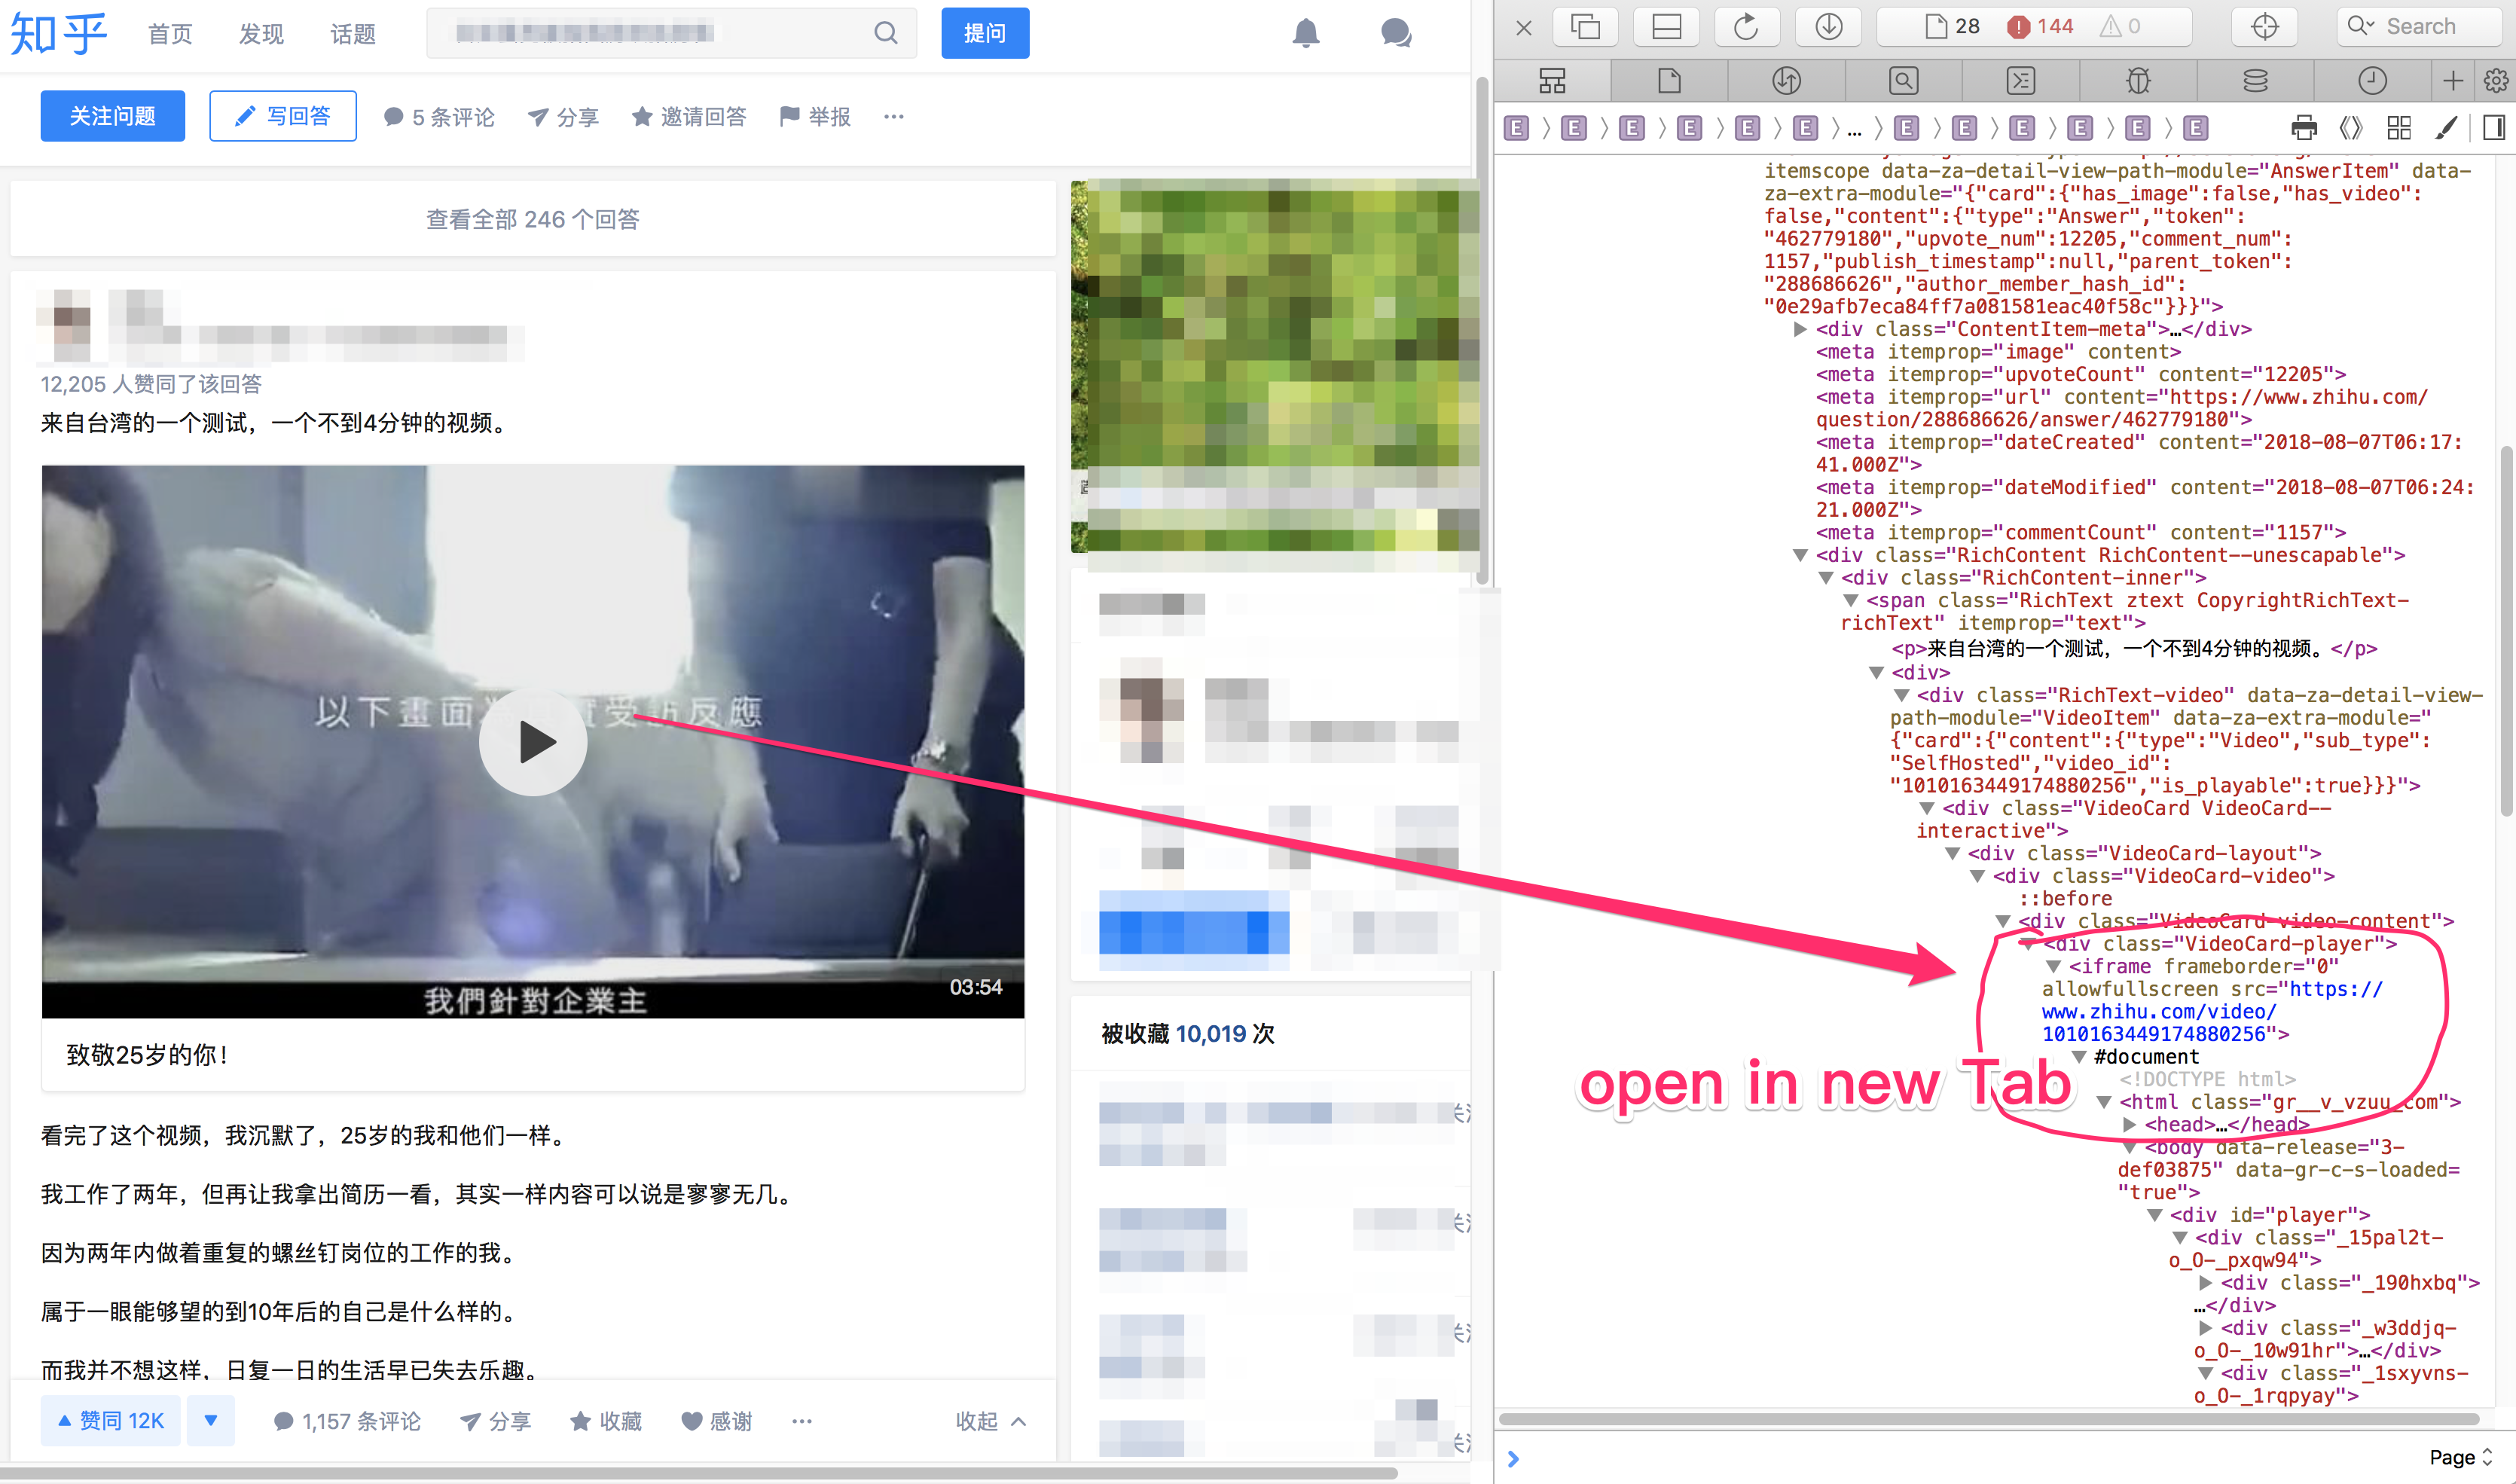 知乎 首页 发现 话题 提问
关注问题 写回答 5 条评论 分享 邀请回答 举报 ···
查看全部 246 个回答
12,205 人赞同了该回答
来自台湾的一个测试，一个不到4分钟的视频。
以下畫面
受
反應
我們針對企業主
03:54
致敬25岁的你！
看完了这个视频，我沉默了，25岁的我和他们一样。
我工作了两年，但再让我拿出简历一看，其实一样内容可以说是寥寥无几。
因为两年内做着重复的螺丝钉岗位的工作的我。
属于一眼能够望的到10年后的自己是什么样的。
而我并不想这样，日复一日的生活早已失去乐趣。
赞同 12K 1,157 条评论 分享 收藏 感谢 ··· 收起
被收藏 10,019 次
28 144 0 Search
E E E E E E ... E E E E E E
itemscope data-za-detail-view-path-module="AnswerItem" data-
za-extra-module="{"card":{"has_image":false,"has_video":
false,"content":{"type":"Answer","token":
"462779180","upvote_num":12205,"comment_num":
1157,"publish_timestamp":null,"parent_token":
"288686626","author_member_hash_id":
"0e29afb7eca84ff7a081581eac40f58c"}}}">
<div class="ContentItem-meta">…</div>
<meta itemprop="image" content>
<meta itemprop="upvoteCount" content="12205">
<meta itemprop="url" content="https://www.zhihu.com/
question/288686626/answer/462779180">
<meta itemprop="dateCreated" content="2018-08-07T06:17:
41.000Z">
<meta itemprop="dateModified" content="2018-08-07T06:24:
21.000Z">
<meta itemprop="commentCount" content="1157">
<div class="RichContent RichContent--unescapable">
<div class="RichContent-inner">
<span class="RichText ztext CopyrightRichText-
richText" itemprop="text">
<p>来自台湾的一个测试，一个不到4分钟的视频。</p>
<div>
<div class="RichText-video" data-za-detail-view-
path-module="VideoItem" data-za-extra-module="
{"card":{"content":{"type":"Video","sub_type":
"SelfHosted","video_id":
"1010163449174880256","is_playable":true}}}">
<div class="VideoCard VideoCard--
interactive">
<div class="VideoCard-layout">
<div class="VideoCard-video">
::before
<div class="VideoCard-video-content">
<div class="VideoCard-player">
<iframe frameborder="0"
allowfullscreen src="https://
www.zhihu.com/video/
1010163449174880256">
#document
<!DOCTYPE html>
<html class="gr__v_vzuu_com">
<head>…</head>
<body data-release="3-
def03875" data-gr-c-s-loaded=
"true">
<div id="player">
<div class="_15pal2t-
o_O-_pxqw94">
<div class="_190hxbq">
…</div>
<div class="_w3ddjq-
o_O-_10w91hr">…</div>
<div class="_1sxyvns-
o_O-_1rqpyay">
open in new Tab
Page